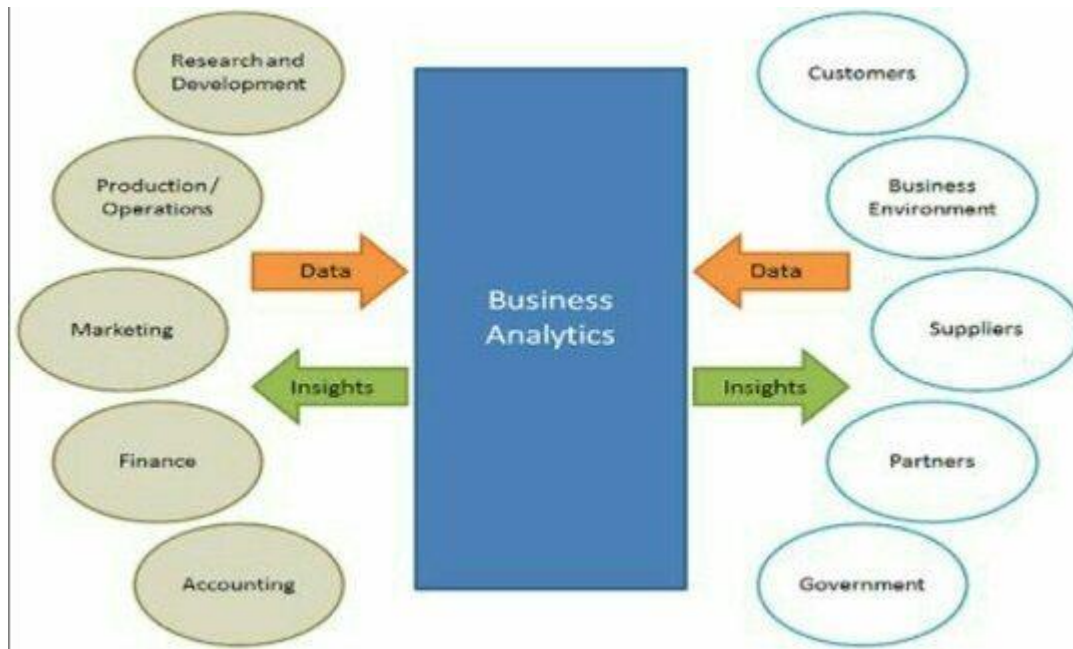 Research and
Development
Production /
Operations
Marketing
Finance
Accounting
Data
Insights
Business
Analytics
Data
Insights
Customers
Business
Environment
Suppliers
Partners
Government